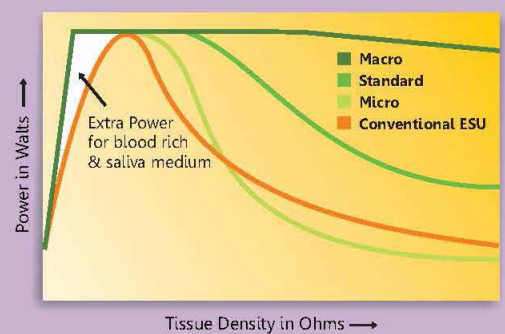 Macro
Standard
Micro
Conventional ESU
Extra Power
for blood rich
& saliva medium
Power in Watts →
Tissue Density in Ohms →